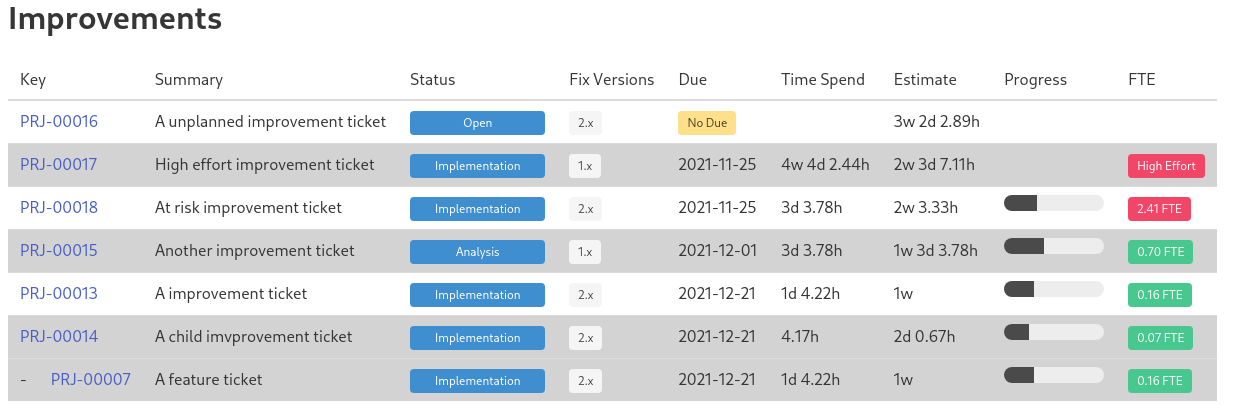 Improvements
Key Summary Status Fix Versions Due Time Spend Estimate Progress FTE
PRJ-00016 A unplanned improvement ticket Open 2.x No Due 3w 2d 2.89h
PRJ-00017 High effort improvement ticket Implementation 1.x 2021-11-25 4w 4d 2.44h 2w 3d 7.11h High Effort
PRJ-00018 At risk improvement ticket Implementation 2.x 2021-11-25 3d 3.78h 2w 3.33h 2.41 FTE
PRJ-00015 Another improvement ticket Analysis 1.x 2021-12-01 3d 3.78h 1w 3d 3.78h 0.70 FTE
PRJ-00013 A improvement ticket Implementation 2.x 2021-12-21 1d 4.22h 1w 0.16 FTE
PRJ-00014 A child imvprovement ticket Implementation 2.x 2021-12-21 4.17h 2d 0.67h 0.07 FTE
- PRJ-00007 A feature ticket Implementation 2.x 2021-12-21 1d 4.22h 1w 0.16 FTE